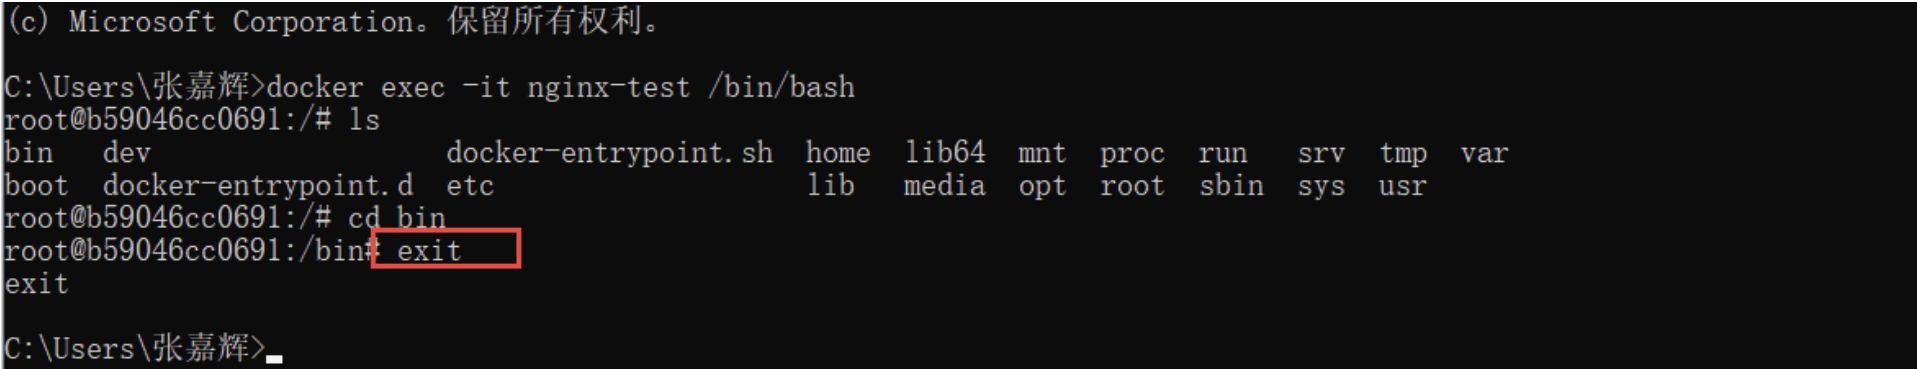 (c) Microsoft Corporation。保留所有权利。
C:\Users\张嘉辉>docker exec -it nginx-test /bin/bash
root@b59046cc0691:/# ls
bin   dev                  docker-entrypoint.sh  home  lib64  mnt  proc  run   srv  tmp  var
boot  docker-entrypoint.d  etc                   lib   media  opt  root  sbin  sys  usr
root@b59046cc0691:/# cd bin
root@b59046cc0691:/bin# exit
exit
C:\Users\张嘉辉>